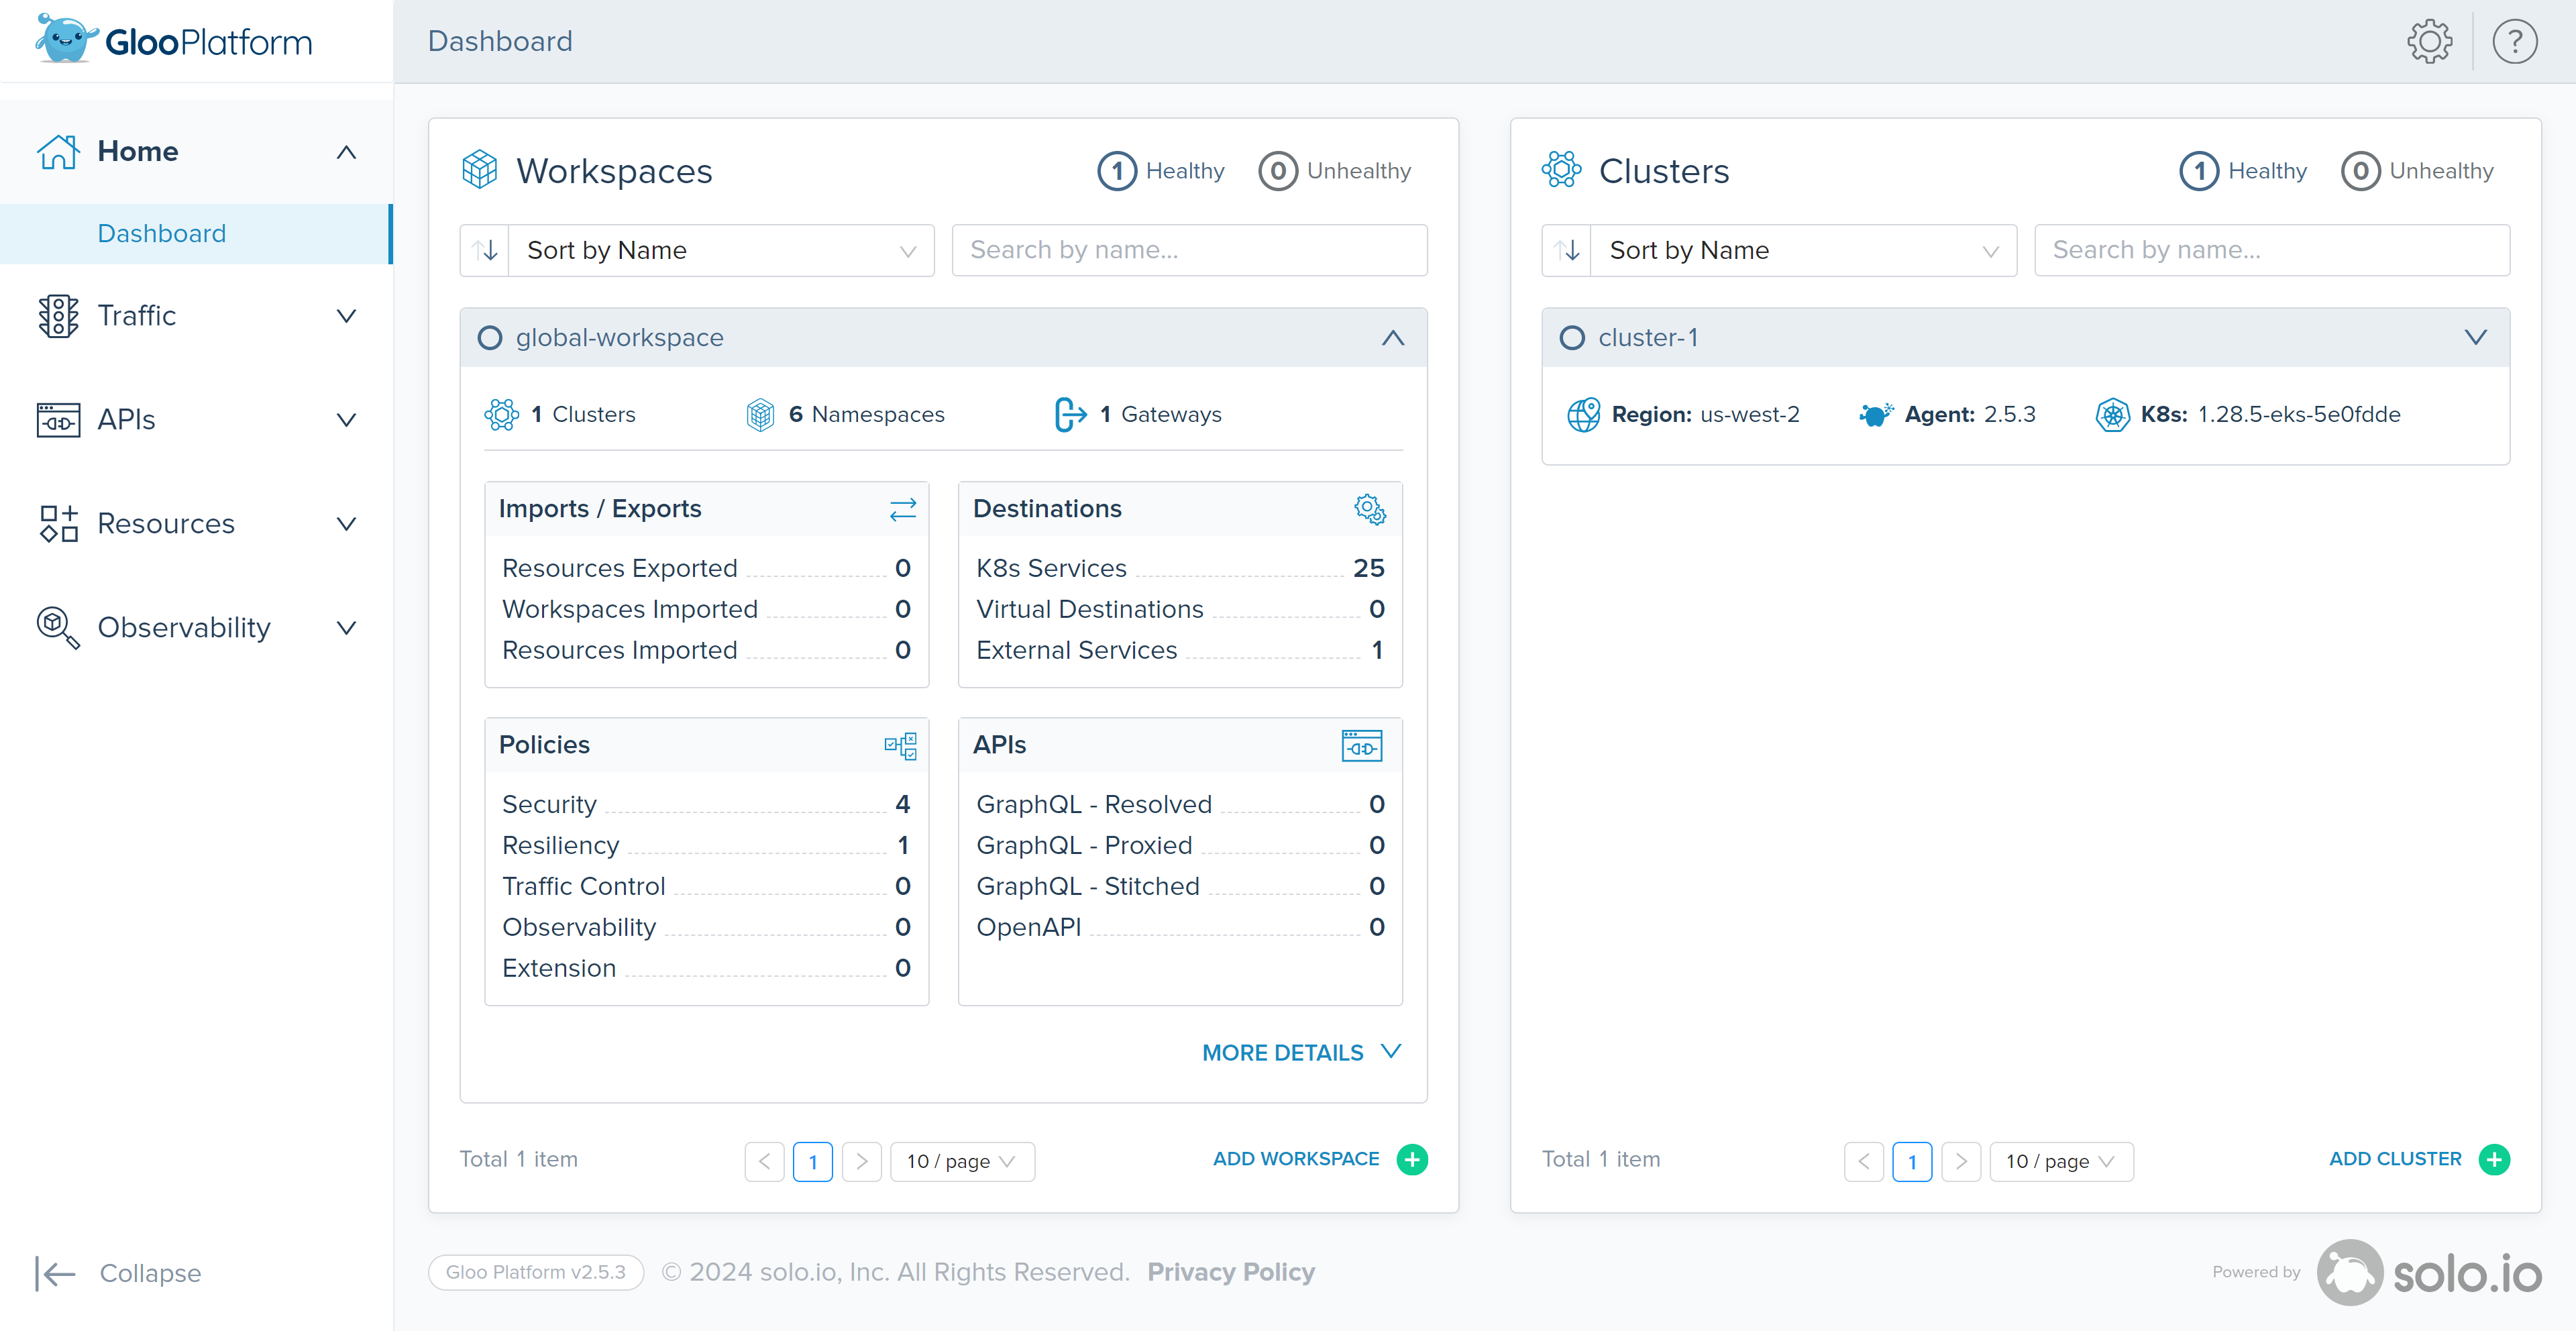 GlooPlatform
Dashboard
?
Home
Dashboard
Traffic
APIs
Resources
Observability
Collapse
Workspaces
1 Healthy
0 Unhealthy
Sort by Name
Search by name...
global-workspace
1 Clusters
6 Namespaces
1 Gateways
Imports / Exports
Resources Exported 0
Workspaces Imported 0
Resources Imported 0
Destinations
K8s Services 25
Virtual Destinations 0
External Services 1
Policies
Security 4
Resiliency 1
Traffic Control 0
Observability 0
Extension 0
APIs
GraphQL - Resolved 0
GraphQL - Proxied 0
GraphQL - Stitched 0
OpenAPI 0
MORE DETAILS
Total 1 item
1
10 / page
ADD WORKSPACE
Clusters
1 Healthy
0 Unhealthy
Sort by Name
Search by name...
cluster-1
Region: us-west-2
Agent: 2.5.3
K8s: 1.28.5-eks-5e0fdde
Total 1 item
1
10 / page
ADD CLUSTER
Gloo Platform v2.5.3
© 2024 solo.io, Inc. All Rights Reserved. Privacy Policy
Powered by
solo.io